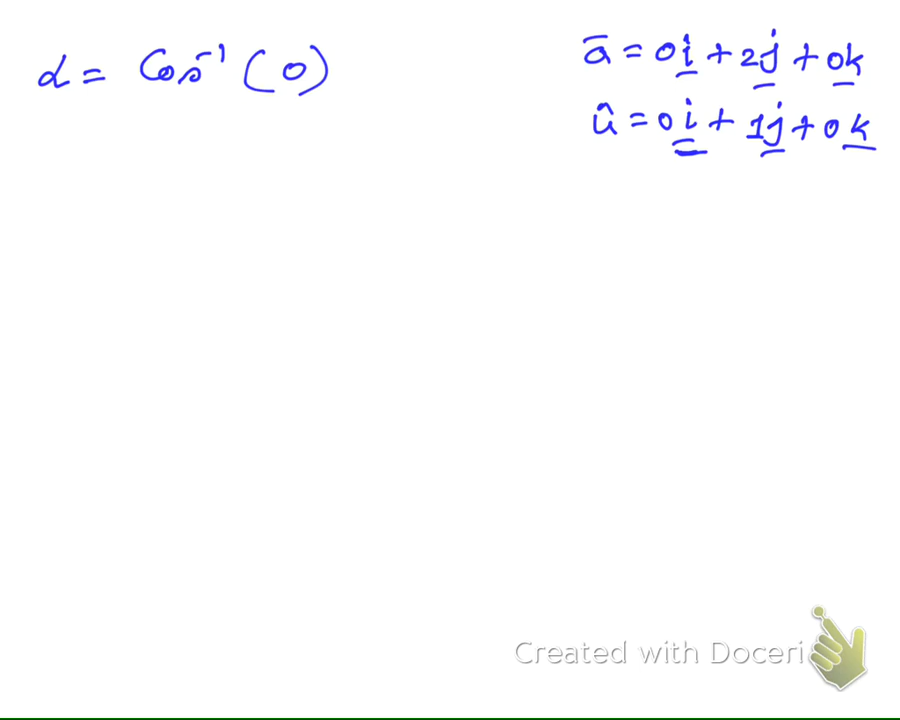 α = Cos⁻¹ (0)
a̅ = 0i + 2j + 0k
û = 0i + 1j + 0k
Created with Doceri